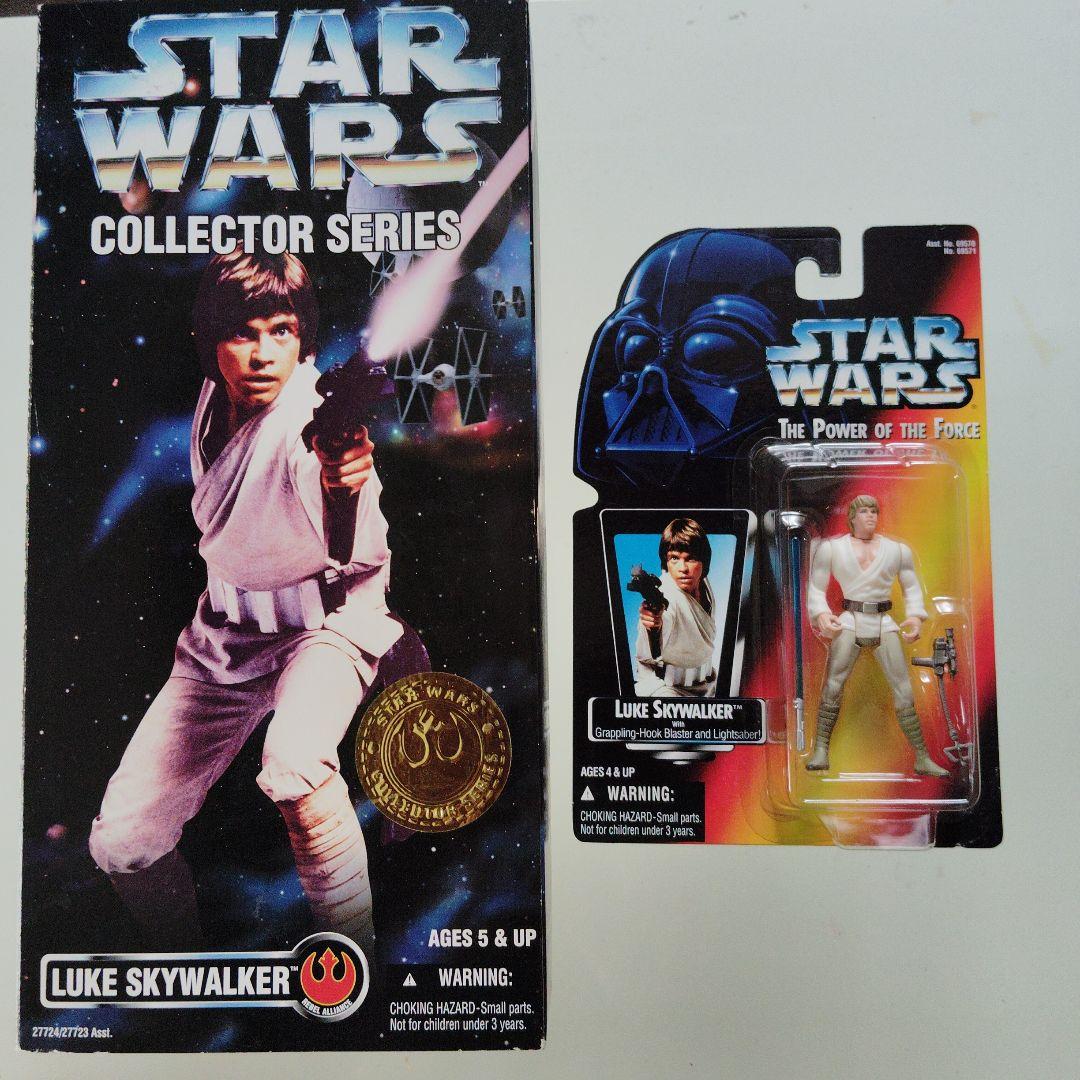 STAR
WARS™
COLLECTOR SERIES
STAR WARS
COLLECTOR SERIES
AGES 5 & UP
LUKE SKYWALKER™
REBEL ALLIANCE
WARNING:
CHOKING HAZARD-Small parts.
Not for children under 3 years.
27724/27723 Asst.
Asst. No. 69570
No. 69571
STAR
WARS®
THE POWER OF THE FORCE
LUKE SKYWALKER™
With
Grappling-Hook Blaster and Lightsaber!
AGES 4 & UP
WARNING:
CHOKING HAZARD-Small parts.
Not for children under 3 years.